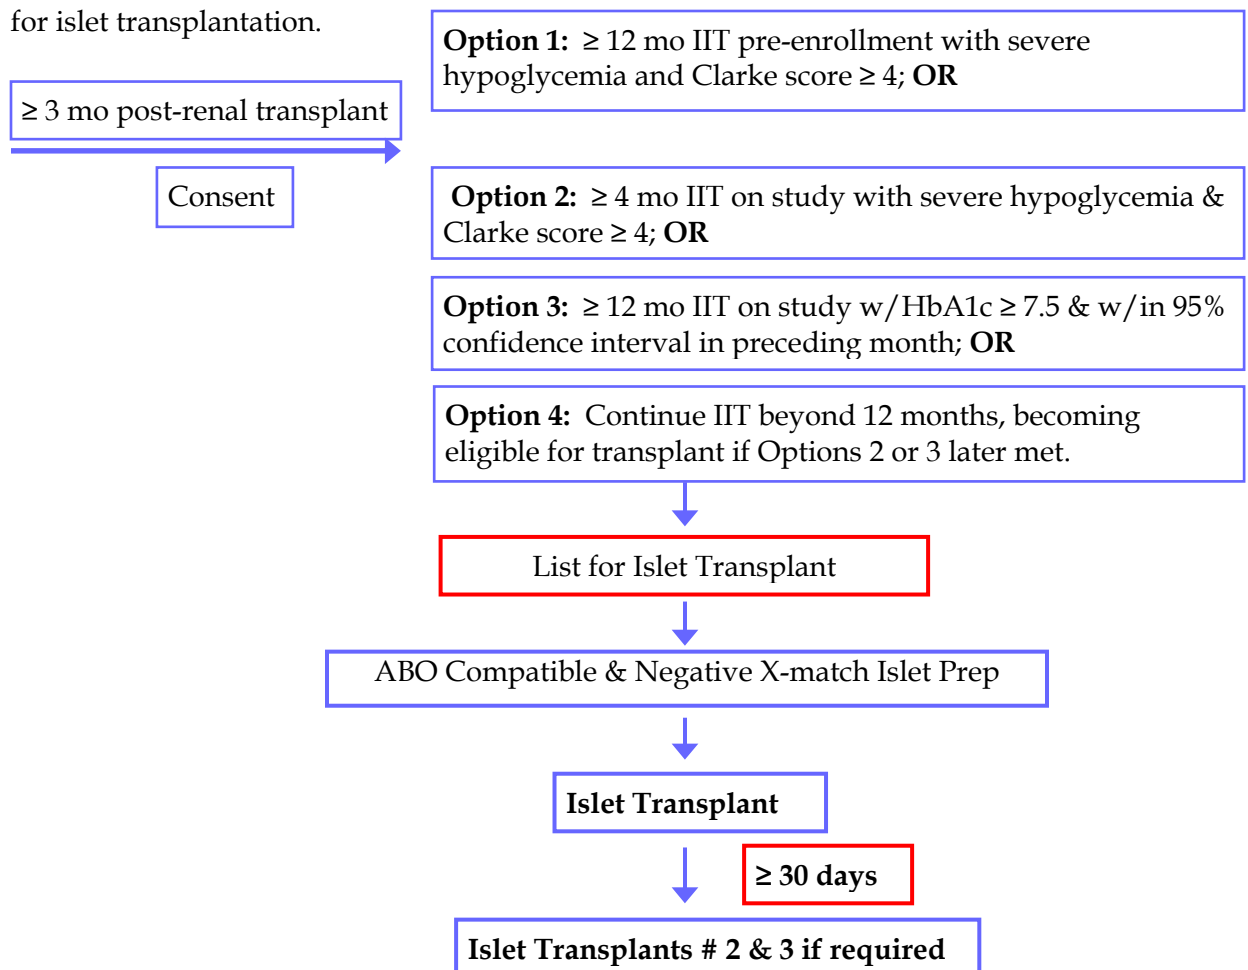 for islet transplantation.
≥ 3 mo post-renal transplant
Consent
Option 1: ≥ 12 mo IIT pre-enrollment with severe
hypoglycemia and Clarke score ≥ 4; OR
Option 2: ≥ 4 mo IIT on study with severe hypoglycemia &
Clarke score ≥ 4; OR
Option 3: ≥ 12 mo IIT on study w/HbA1c ≥ 7.5 & w/in 95%
confidence interval in preceding month; OR
Option 4: Continue IIT beyond 12 months, becoming
eligible for transplant if Options 2 or 3 later met.
List for Islet Transplant
ABO Compatible & Negative X-match Islet Prep
Islet Transplant
≥ 30 days
Islet Transplants # 2 & 3 if required